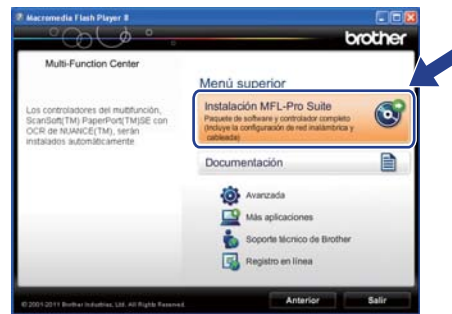 Macromedia Flash Player 8
brother
Multi-Function Center
Menú superior
Los controladores del multifunción,
ScanSoft(TM) PaperPort(TM)SE con
OCR de NUANCE(TM), serán
instalados automáticamente
Instalación MFL-Pro Suite
Paquete de software y controlador completo
(Incluye la configuración de red inalámbrica y
cableada)
Documentación
Avanzada
Más aplicaciones
Soporte técnico de Brother
Registro en línea
© 2001-2011 Brother Industries, Ltd. All Rights Reserved.
Anterior
Salir